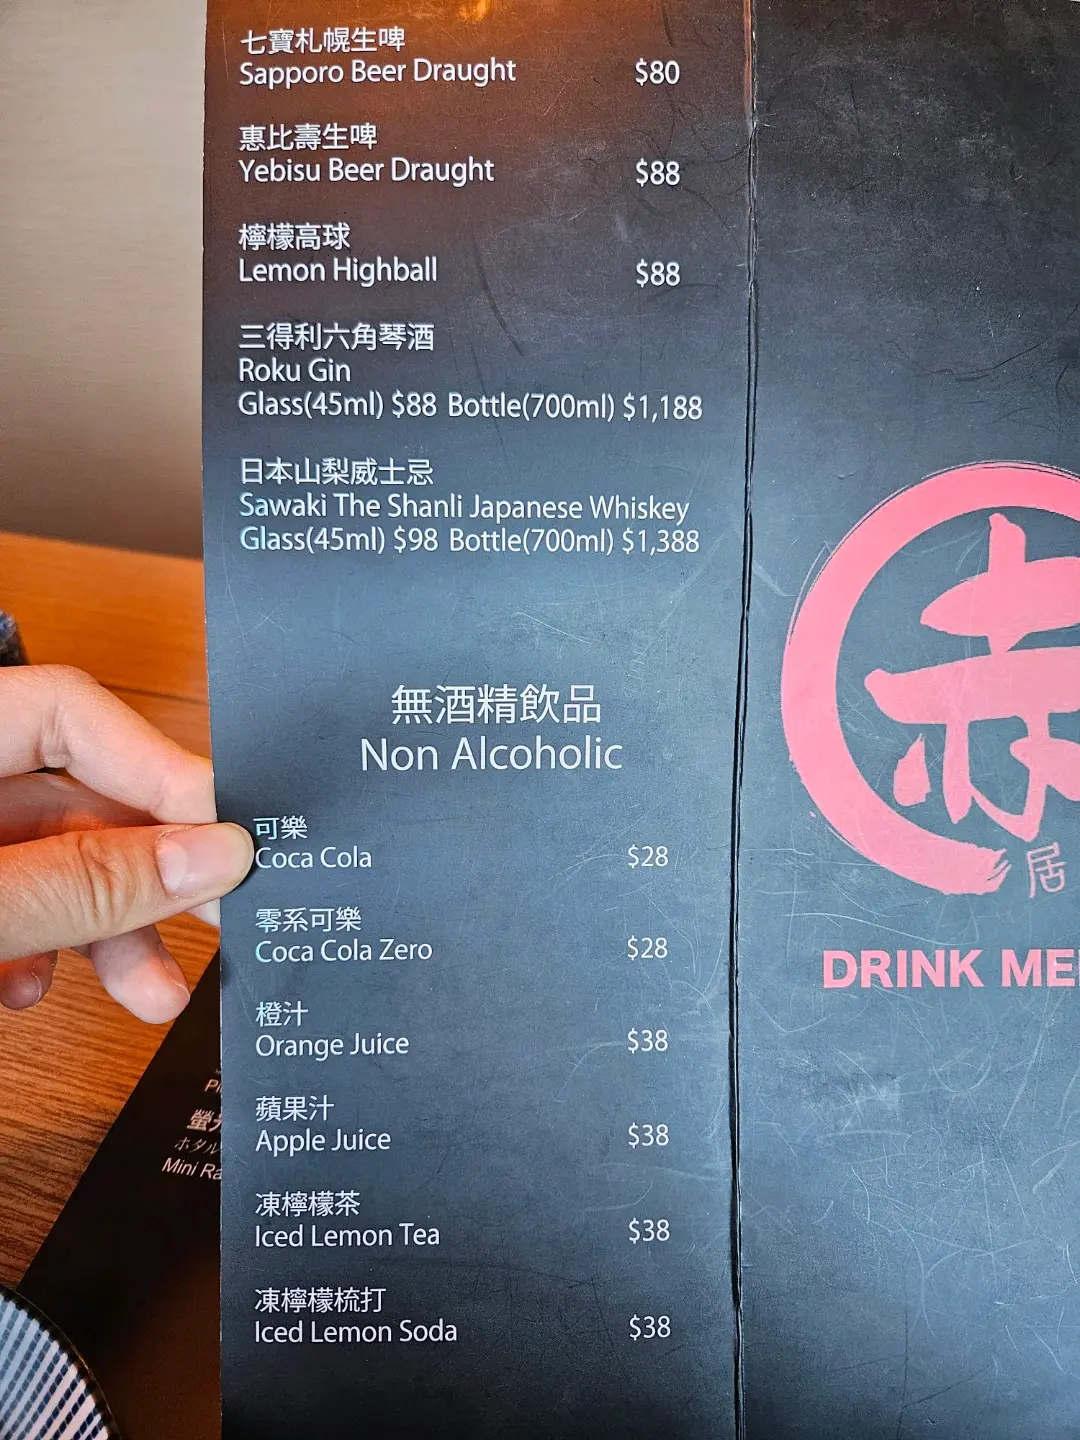 七寶札幌生啤
Sapporo Beer Draught $80
惠比壽生啤
Yebisu Beer Draught $88
檸檬高球
Lemon Highball $88
三得利六角琴酒
Roku Gin
Glass(45ml) $88 Bottle(700ml) $1,188
日本山梨威士忌
Sawaki The Shanli Japanese Whiskey
Glass(45ml) $98 Bottle(700ml) $1,388
無酒精飲品
Non Alcoholic
可樂
Coca Cola $28
零系可樂
Coca Cola Zero $28
橙汁
Orange Juice $38
蘋果汁
Apple Juice $38
凍檸檬茶
Iced Lemon Tea $38
凍檸檬梳打
Iced Lemon Soda $38
赤
居
DRINK
螢
ホタル
Mini